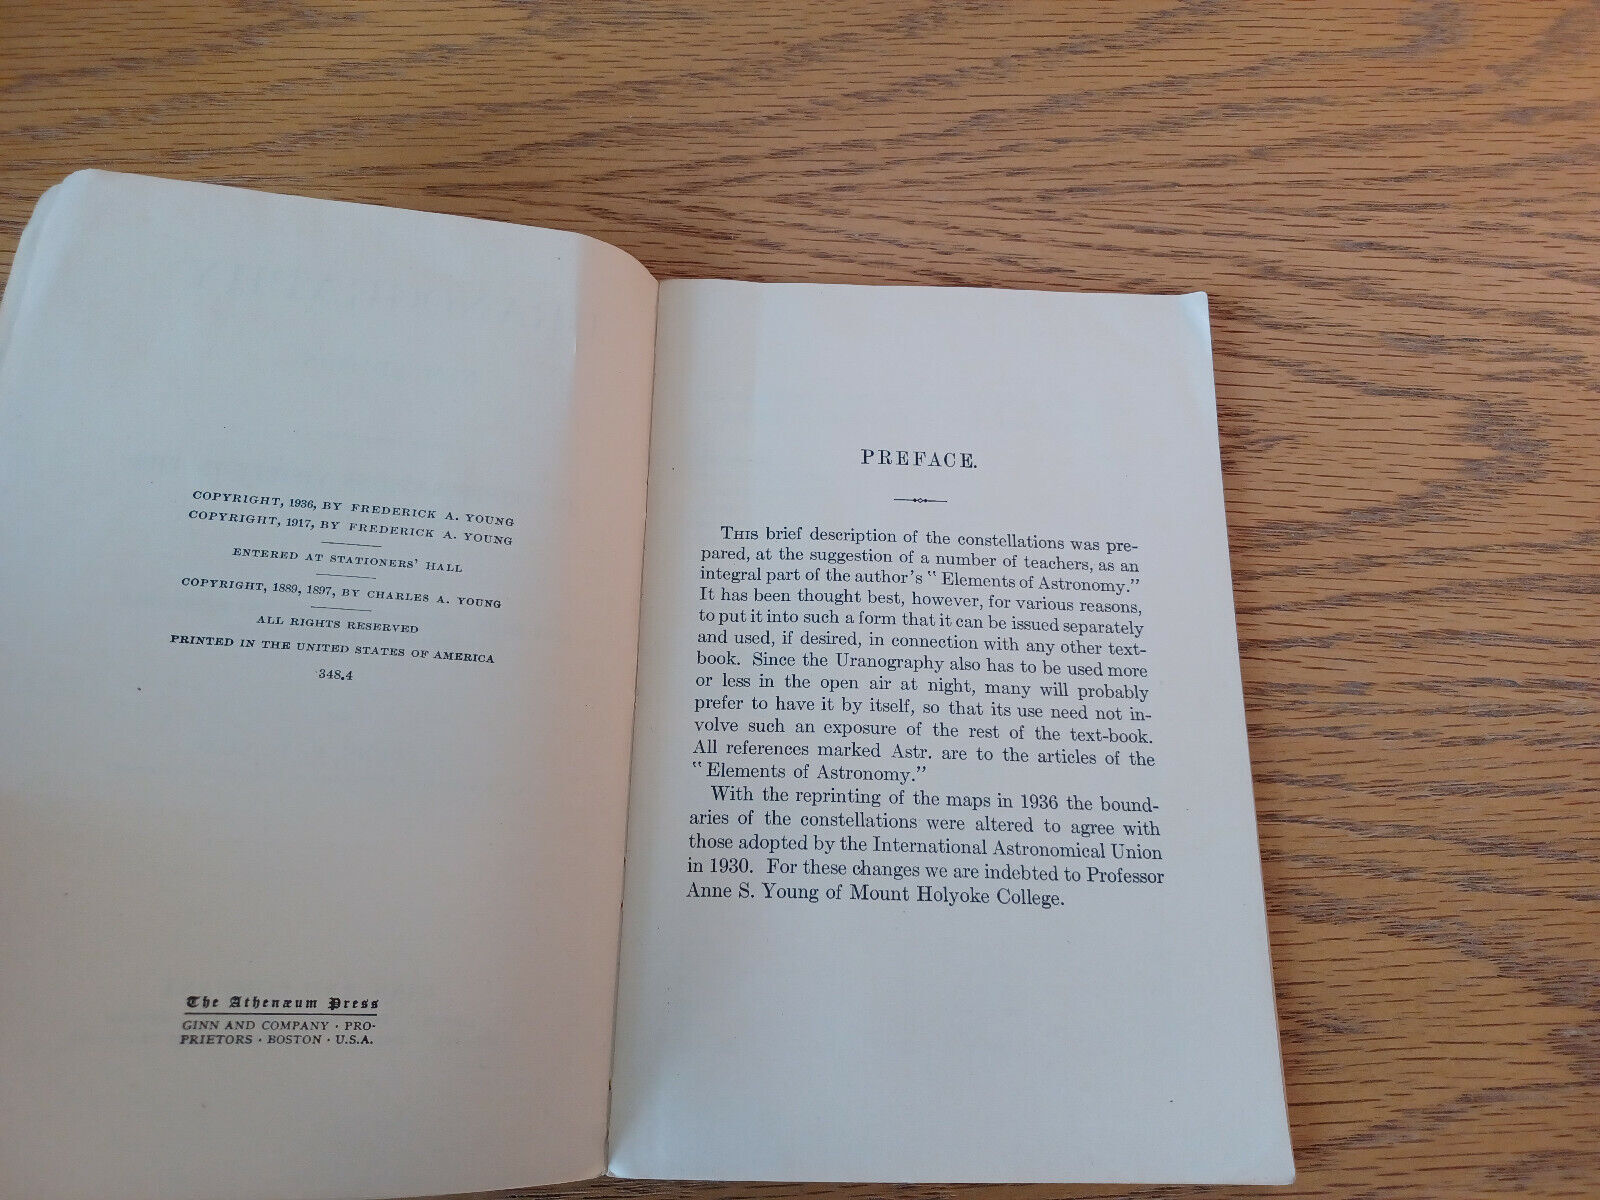 COPYRIGHT, 1936, BY FREDERICK A. YOUNG
COPYRIGHT, 1917, BY FREDERICK A. YOUNG
ENTERED AT STATIONERS' HALL
COPYRIGHT, 1889, 1897, BY CHARLES A. YOUNG
ALL RIGHTS RESERVED
PRINTED IN THE UNITED STATES OF AMERICA
348.4
The Athenæum Press
GINN AND COMPANY · PRO-
PRIETORS · BOSTON · U.S.A.
PREFACE.
THIS brief description of the constellations was pre-
pared, at the suggestion of a number of teachers, as an
integral part of the author's "Elements of Astronomy."
It has been thought best, however, for various reasons,
to put it into such a form that it can be issued separately
and used, if desired, in connection with any other text-
book. Since the Uranography also has to be used more
or less in the open air at night, many will probably
prefer to have it by itself, so that its use need not in-
volve such an exposure of the rest of the text-book.
All references marked Astr. are to the articles of the
"Elements of Astronomy."
With the reprinting of the maps in 1936 the bound-
aries of the constellations were altered to agree with
those adopted by the International Astronomical Union
in 1930. For these changes we are indebted to Professor
Anne S. Young of Mount Holyoke College.